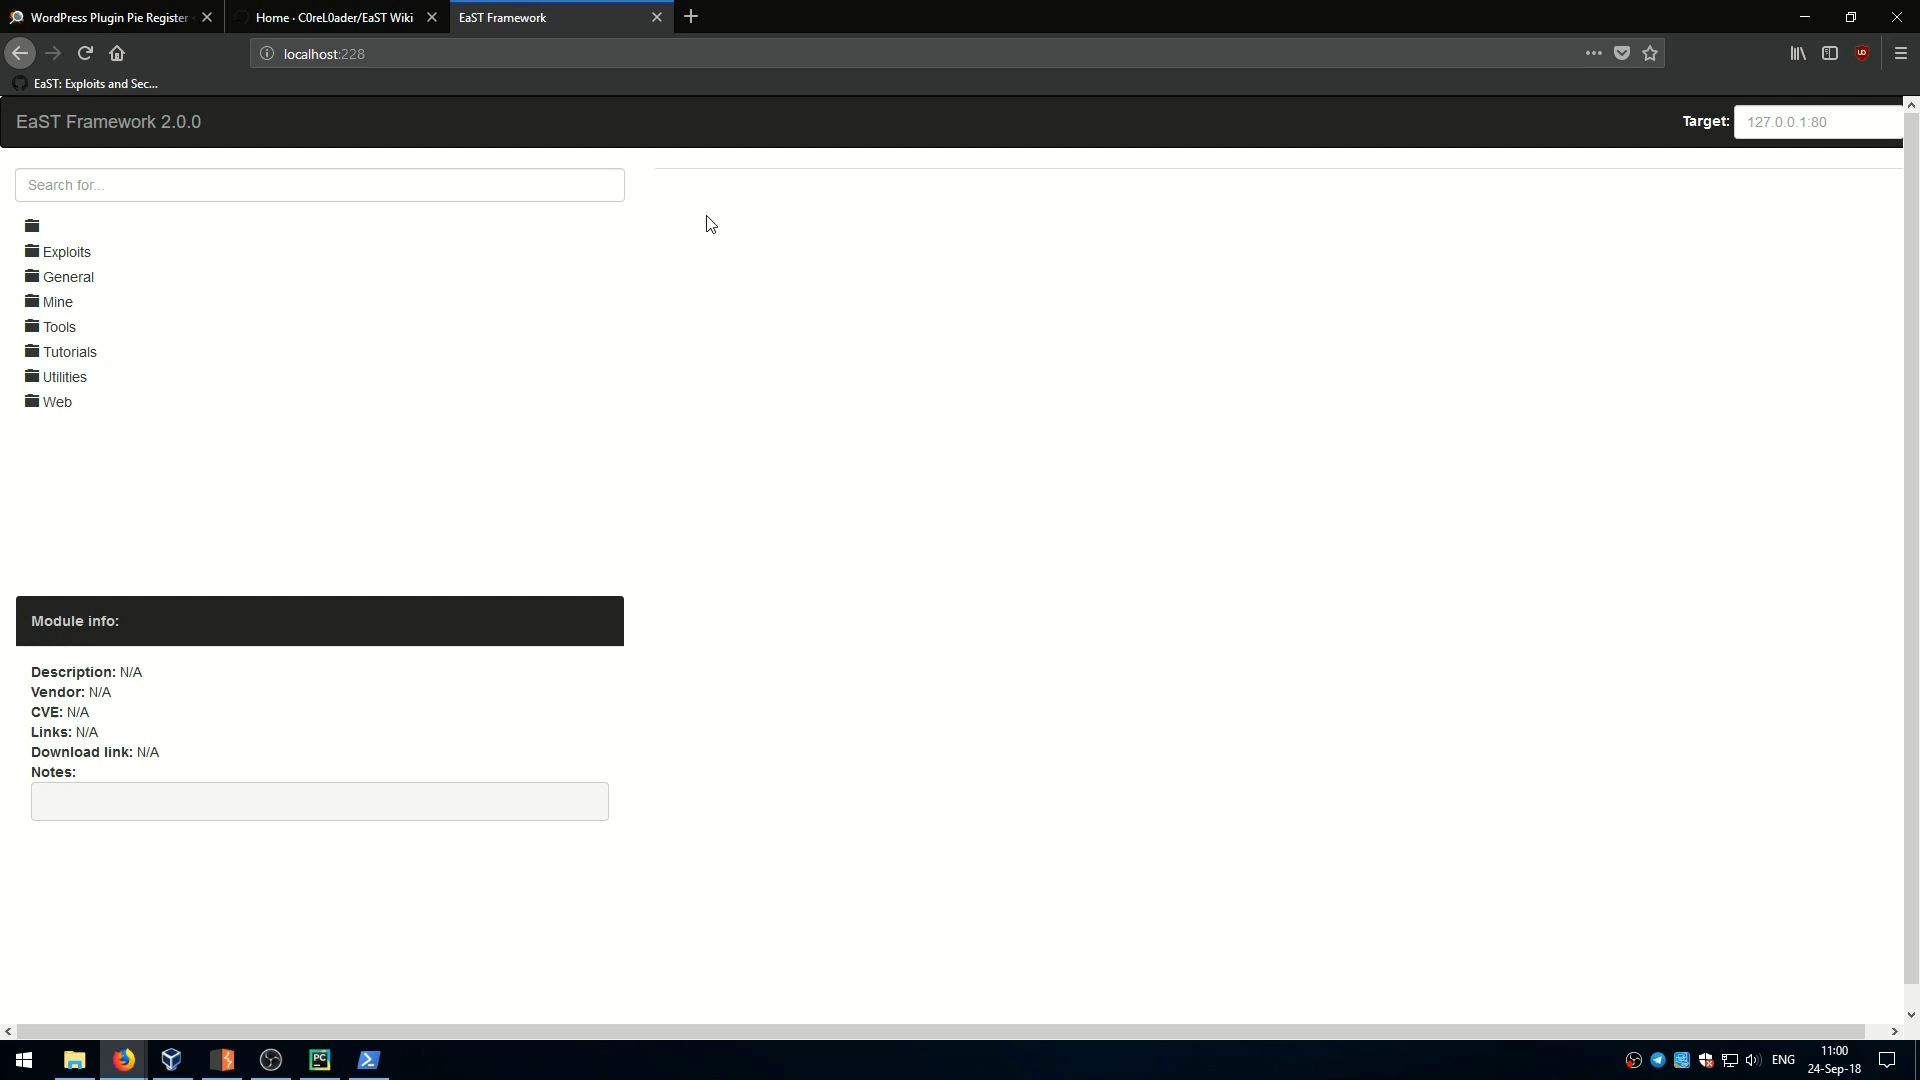 WordPress Plugin Pie Register
Home · C0reL0ader/EaST Wiki
EaST Framework
localhost:228
EaST: Exploits and Sec...
EaST Framework 2.0.0
Target:
127.0.0.1:80
Search for...
Exploits
General
Mine
Tools
Tutorials
Utilities
Web
Module info:
Description: N/A
Vendor: N/A
CVE: N/A
Links: N/A
Download link: N/A
Notes:
ENG
11:00
24-Sep-18